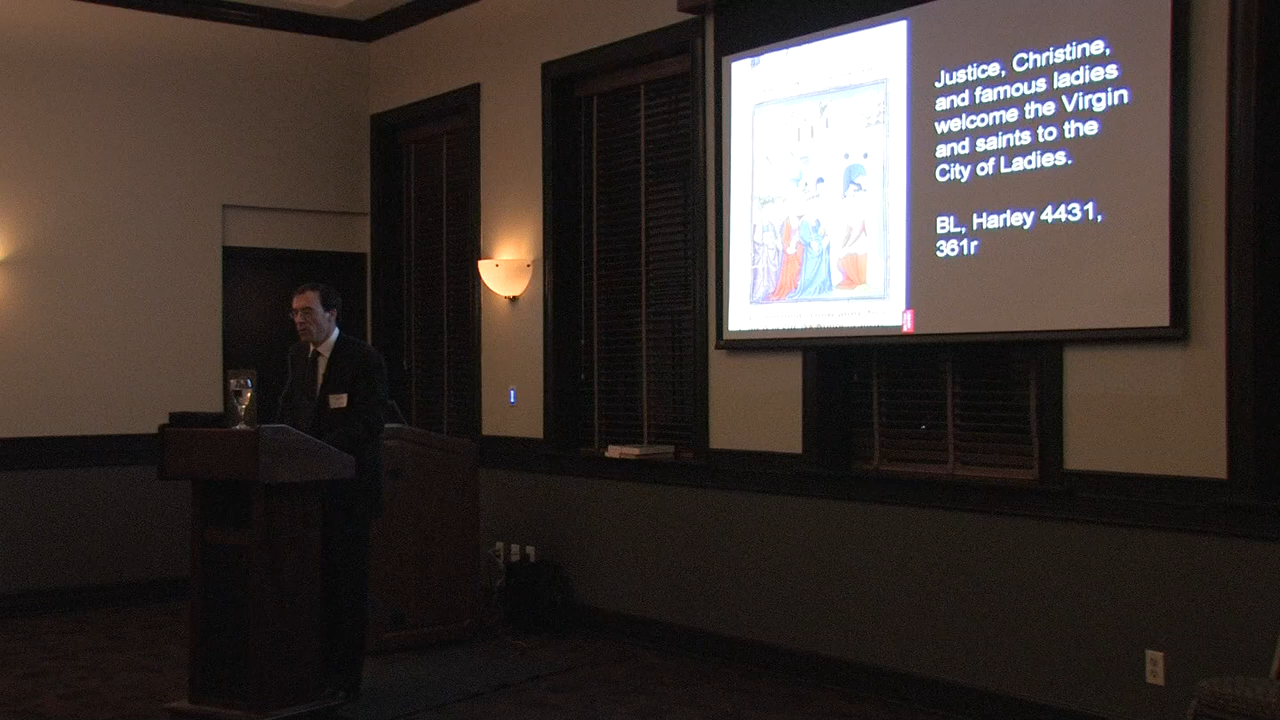 Justice, Christine,
and famous ladies
welcome the Virgin
and saints to the
City of Ladies.
BL, Harley 4431,
361r